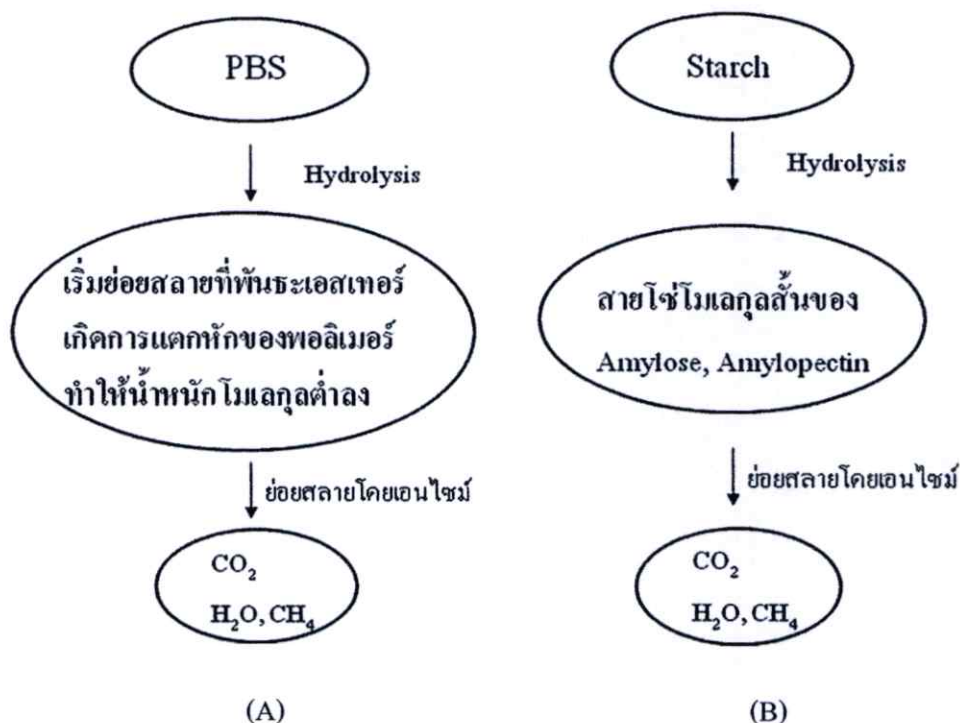 PBS
Hydrolysis
เริ่มย่อยสลายที่พันธะเอสเทอร์
เกิดการแตกหักของพอลิเมอร์
ทำให้น้ำหนักโมเลกุลต่ำลง
ย่อยสลายโดยเอนไซม์
CO₂
H₂O, CH₄
(A)
Starch
Hydrolysis
สายโซ่โมเลกุลสั้นของ
Amylose, Amylopectin
ย่อยสลายโดยเอนไซม์
CO₂
H₂O, CH₄
(B)